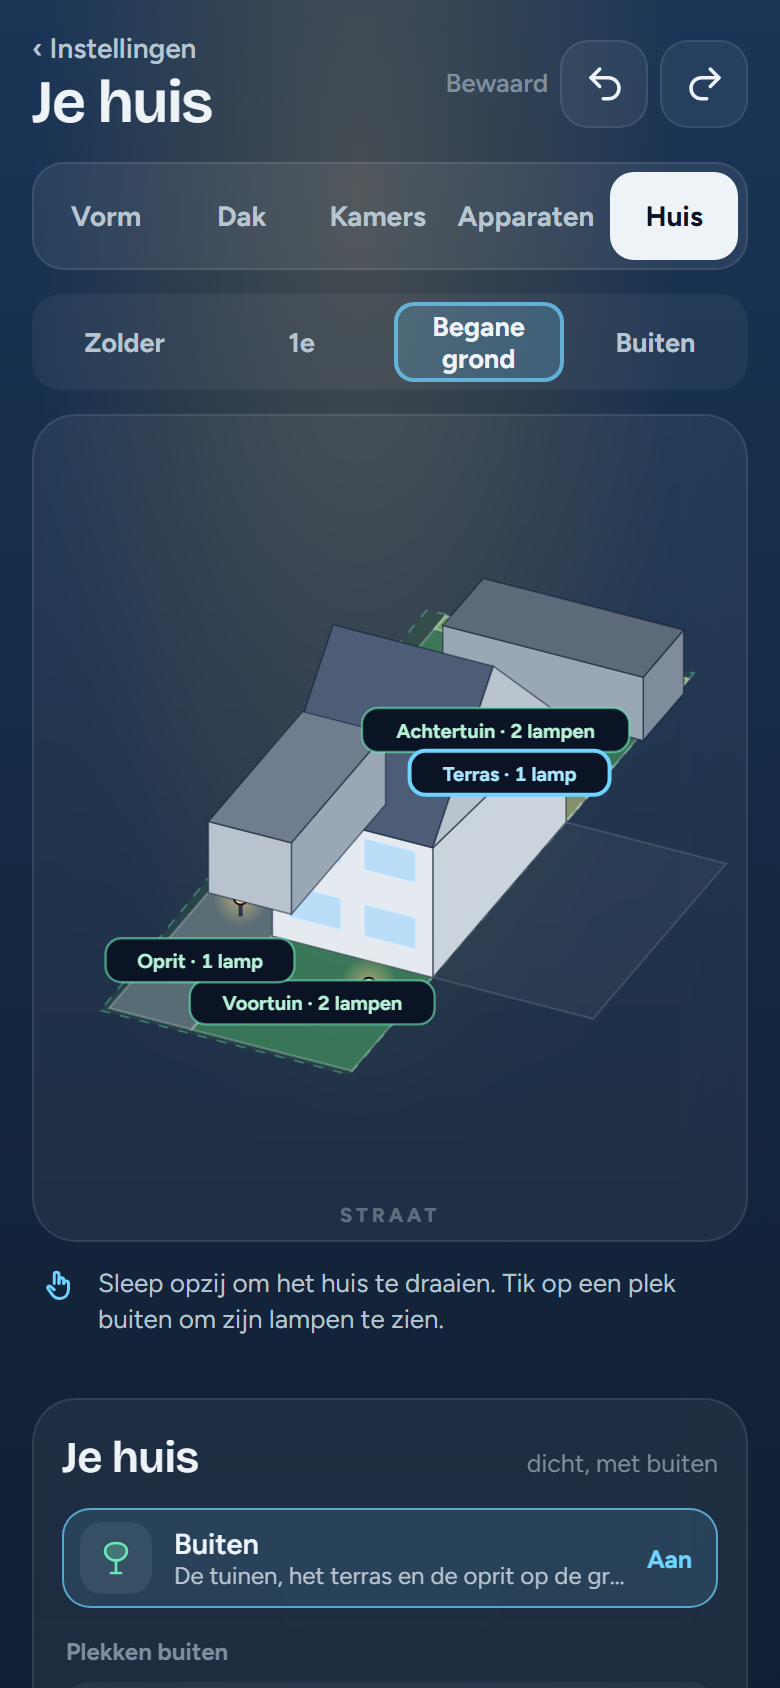 ‹ Instellingen
Je huis
Bewaard
Vorm
Dak
Kamers
Apparaten
Huis
Zolder
1e
Begane
grond
Buiten
Achtertuin · 2 lampen
Terras · 1 lamp
Oprit · 1 lamp
Voortuin · 2 lampen
STRAAT
Sleep opzij om het huis te draaien. Tik op een plek
buiten om zijn lampen te zien.
Je huis
dicht, met buiten
Buiten
De tuinen, het terras en de oprit op de gr...
Aan
Plekken buiten